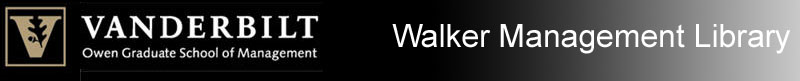 VANDERBILT
Owen Graduate School of Management
Walker Management Library